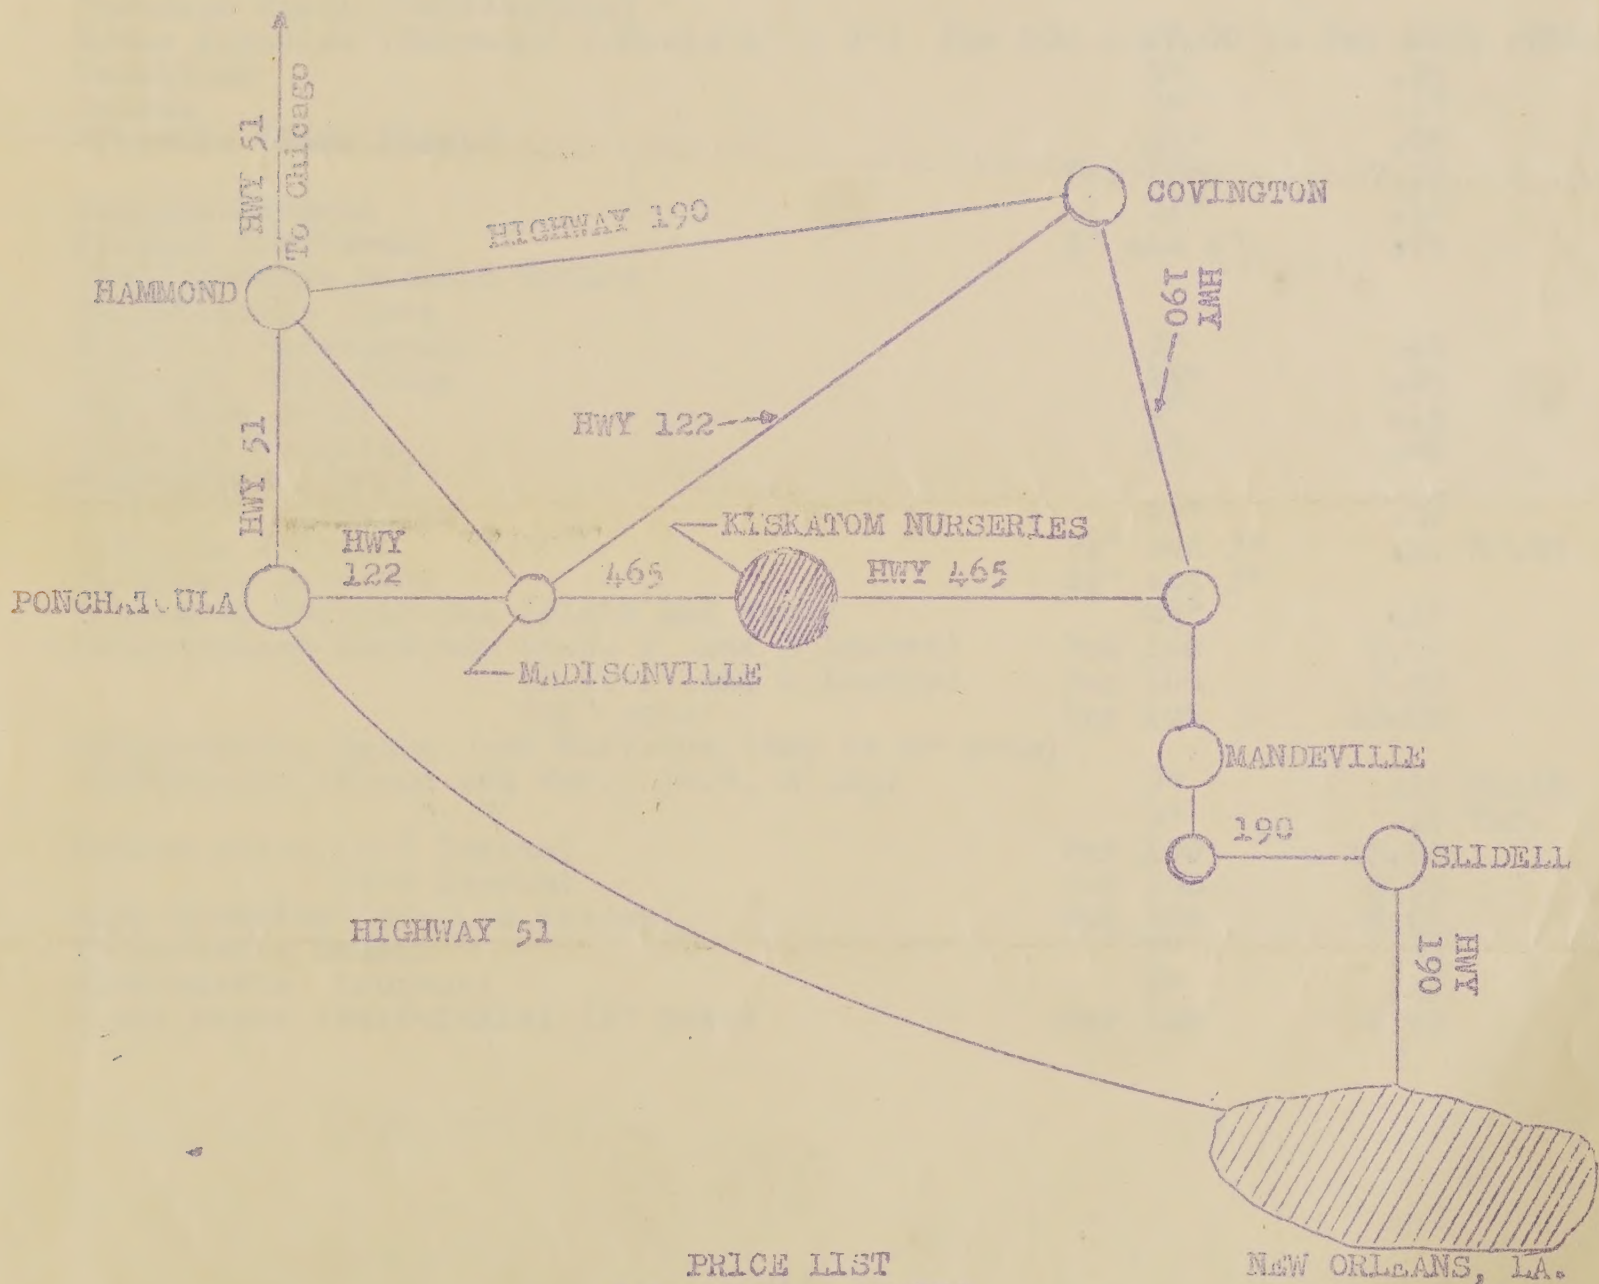 HWY 51
To Chicago
COVINGTON
HIGHWAY 190
HAMMOND
HWY
190
HWY 122
HWY 51
KISKATOM NURSERIES
HWY
122
465
HWY 465
PONCHATOULA
MADISONVILLE
MANDEVILLE
190
SLIDELL
HIGHWAY 51
HWY
190
PRICE LIST
NEW ORLEANS, LA.